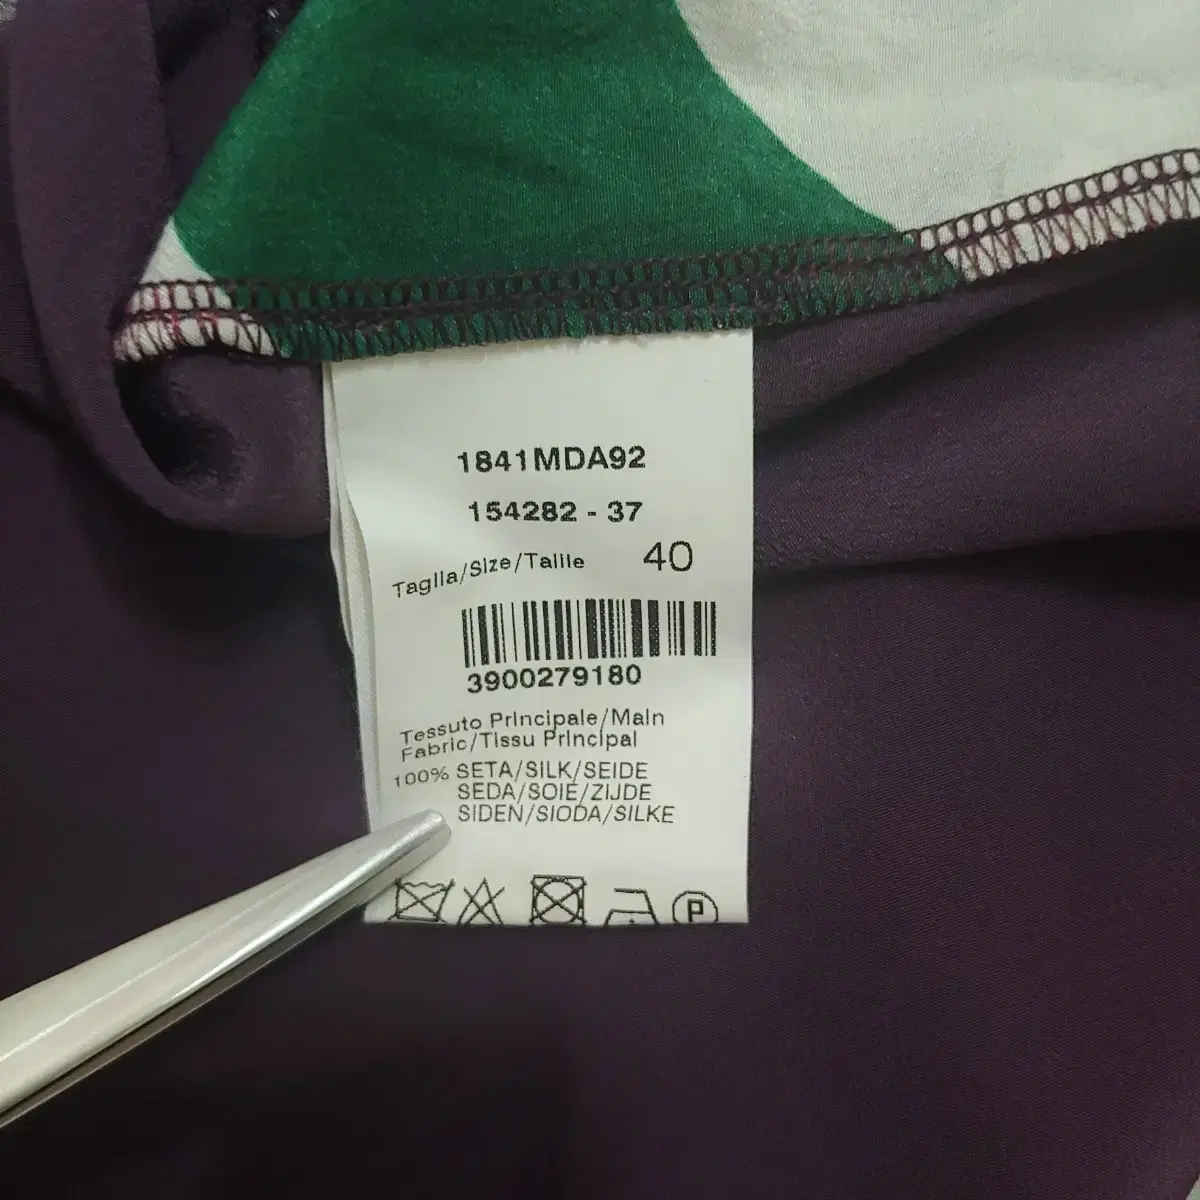 1841MDA92
154282 - 37
Taglia/Size/Taille 40
3900279180
Tessuto Principale/Main
Fabric/Tissu Principal
100% SETA/SILK/SEIDE
SEDA/SOIE/ZIJDE
SIDEN/SIODA/SILKE
P